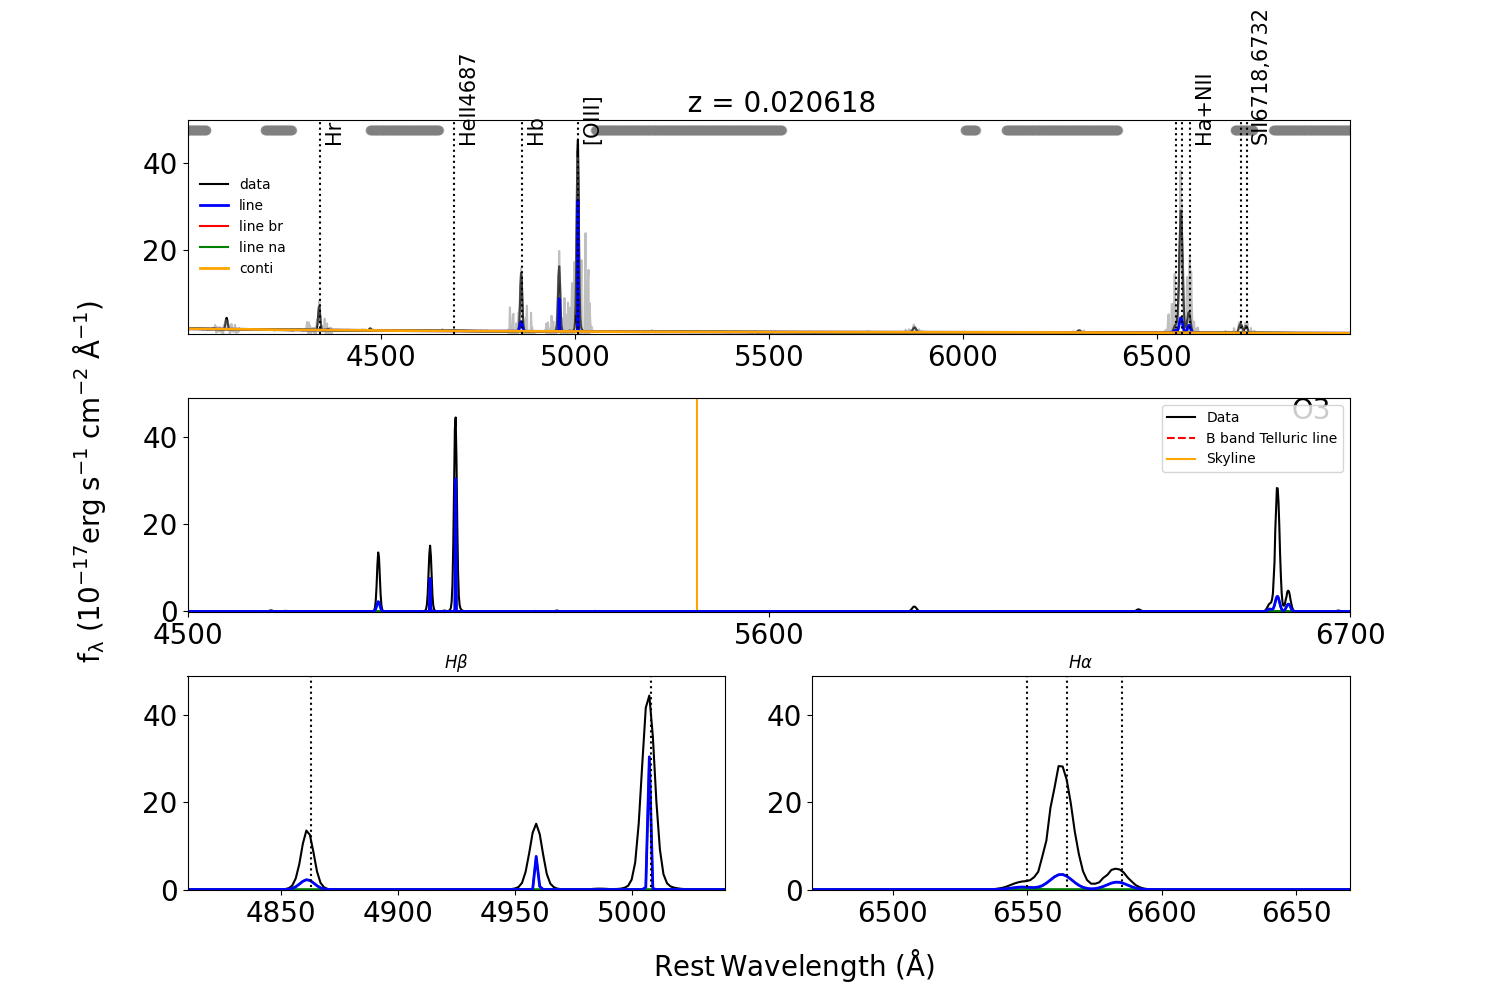 z = 0.020618
Hr
HeII4687
Hb
[OIII]
Ha+NII
SII6718,6732
40
20
data
line
line br
line na
conti
4500 5000 5500 6000 6500
f_λ (10^−17 erg s^−1 cm^−2 Å^−1)
O3
40
20
0
Data
B band Telluric line
Skyline
4500 5600 6700
Hβ
40
20
0
4850 4900 4950 5000
Hα
40
20
0
6500 6550 6600 6650
Rest Wavelength (Å)